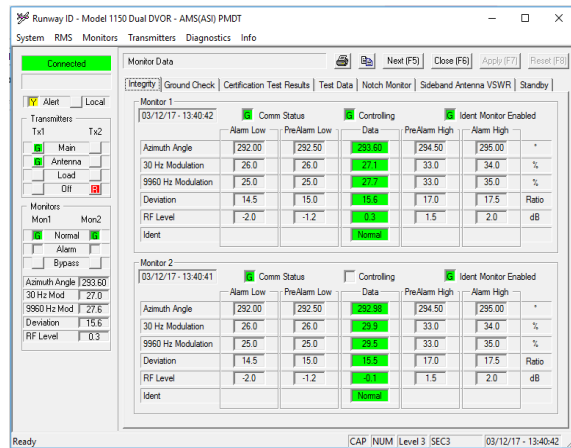 Runway ID - Model 1150 Dual DVOR - AMS(ASI) PMDT
System RMS Monitors Transmitters Diagnostics Info
Connected
Monitor Data Next (F5) Close (F6) Apply (F7) Reset (F8)
Integrity Ground Check Certification Test Results Test Data Notch Monitor Sideband Antenna VSWR Standby
Y Alert Local
Transmitters
Tx1 Tx2
G Main
G Antenna
Load
Off R
Monitors
Mon1 Mon2
G Normal G
Alarm
Bypass
Azimuth Angle 293.60
30 Hz Mod 27.0
9960 Hz Mod 27.6
Deviation 15.6
RF Level 0.3
Monitor 1
03/12/17 - 13:40:42 G Comm Status G Controlling G Ident Monitor Enabled
Alarm Low PreAlarm Low Data PreAlarm High Alarm High
Azimuth Angle 292.00 292.50 293.60 294.50 295.00 °
30 Hz Modulation 26.0 26.0 27.1 33.0 34.0 %
9960 Hz Modulation 25.0 25.0 27.7 33.0 35.0 %
Deviation 14.5 15.0 15.6 17.0 17.5 Ratio
RF Level -2.0 -1.2 0.3 1.5 2.0 dB
Ident Normal
Monitor 2
03/12/17 - 13:40:41 G Comm Status Controlling G Ident Monitor Enabled
Alarm Low PreAlarm Low Data PreAlarm High Alarm High
Azimuth Angle 292.00 292.50 292.98 294.50 295.00 °
30 Hz Modulation 26.0 26.0 29.9 33.0 34.0 %
9960 Hz Modulation 25.0 25.0 29.5 33.0 35.0 %
Deviation 14.5 15.0 15.5 17.0 17.5 Ratio
RF Level -2.0 -1.2 -0.1 1.5 2.0 dB
Ident Normal
Ready CAP NUM Level 3 SEC3 03/12/17 - 13:40:42